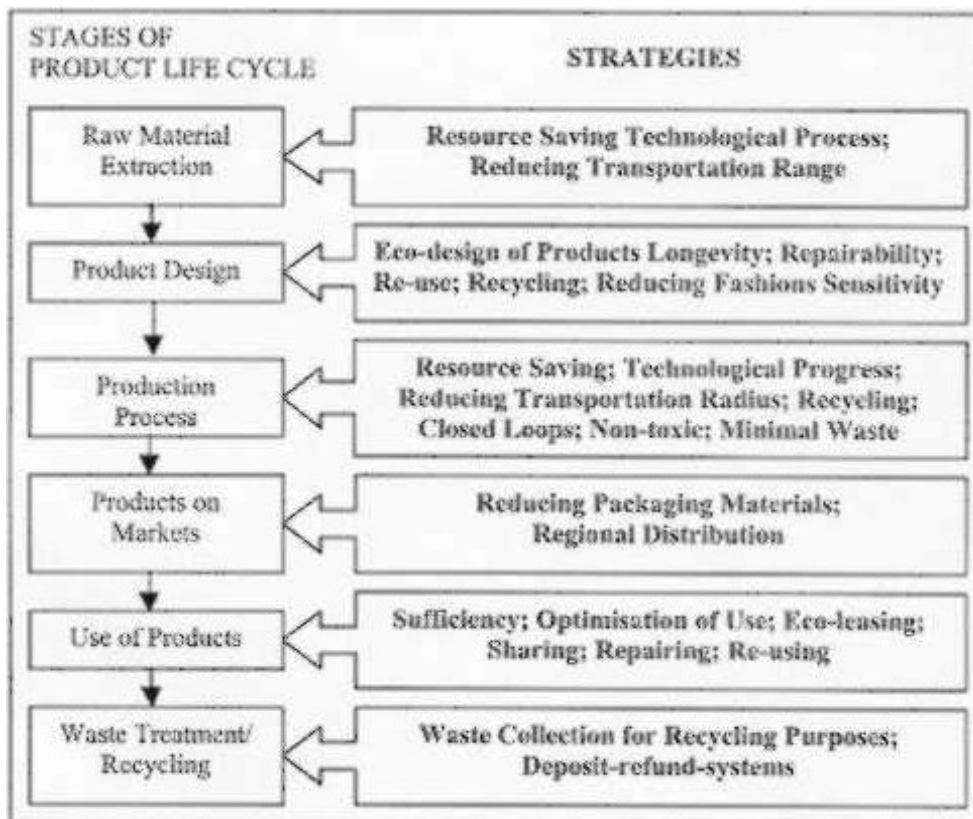 STAGES OF
PRODUCT LIFE CYCLE
STRATEGIES
Raw Material
Extraction
Resource Saving Technological Process;
Reducing Transportation Range
Product Design
Eco-design of Products Longevity; Repairability;
Re-use; Recycling; Reducing Fashions Sensitivity
Production
Process
Resource Saving; Technological Progress;
Reducing Transportation Radius; Recycling;
Closed Loops; Non-toxic; Minimal Waste
Products on
Markets
Reducing Packaging Materials;
Regional Distribution
Use of Products
Sufficiency; Optimisation of Use; Eco-leasing;
Sharing; Repairing; Re-using
Waste Treatment/
Recycling
Waste Collection for Recycling Purposes;
Deposit-refund-systems